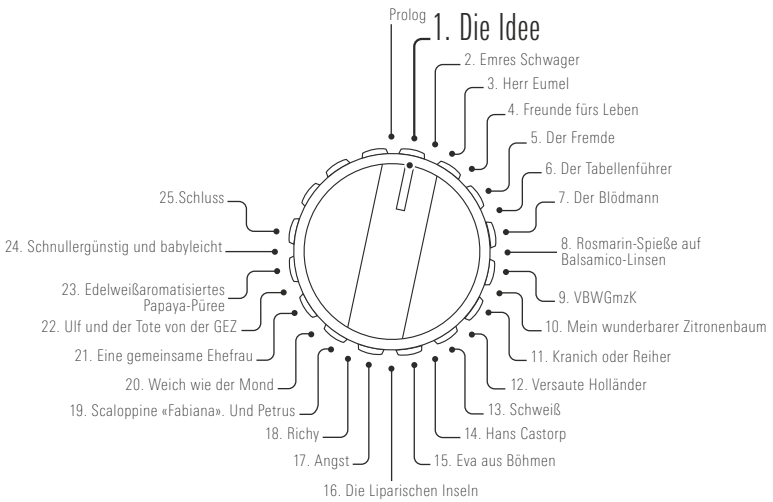 Prolog
1. Die Idee
2. Emres Schwager
3. Herr Eumel
4. Freunde fürs Leben
5. Der Fremde
6. Der Tabellenführer
7. Der Blödmann
8. Rosmarin-Spieße auf
Balsamico-Linsen
9. VBWGmzK
10. Mein wunderbarer Zitronenbaum
11. Kranich oder Reiher
12. Versaute Holländer
13. Schweiß
14. Hans Castorp
15. Eva aus Böhmen
16. Die Liparischen Inseln
17. Angst
18. Richy
19. Scaloppine «Fabiana». Und Petrus
20. Weich wie der Mond
21. Eine gemeinsame Ehefrau
22. Ulf und der Tote von der GEZ
23. Edelweißaromatisiertes
Papaya-Püree
24. Schnullergünstig und babyleicht
25.Schluss